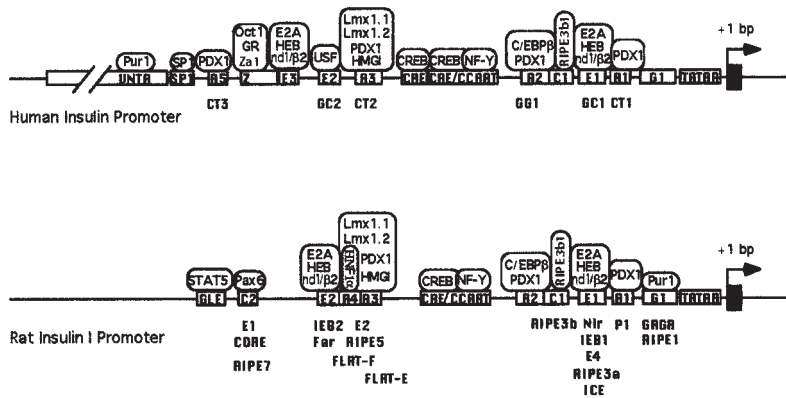 Oct1
GR
Za1
E2A
HEB
nd1/β2
Lmx1.1
Lmx1.2
PDX1
HMGI
C/EBPβ
PDX1
RIPE3b1
E2A
HEB
nd1/β2
+1 bp
Pur1 SP1 PDX1 USF CREB CREB NF-Y PDX1
VNTR SP1 A5 Z E3 E2 A3 CRE CRE/CCAAT A2 C1 E1 A1 G1 TATAA
CT3 GC2 CT2 GG1 GC1 CT1
Human Insulin Promoter
Lmx1.1
Lmx1.2
PDX1
HMGI
E2A
HEB
nd1/β2
C/EBPβ
PDX1
RIPE3b1
E2A
HEB
nd1/β2
+1 bp
STAT5 Pax6 CREB NF-Y PDX1 Pur1
GLE C2 E2 A4 A3 CRE/CCAAT A2 C1 E1 A1 G1 TATAA
E1 IEB2 E2 RIPE3b Nir P1 GAGA
Rat Insulin I Promoter
CORE Far RIPE5 IEB1 RIPE1
RIPE7 FLAT-F E4
FLAT-E RIPE3a
ICE